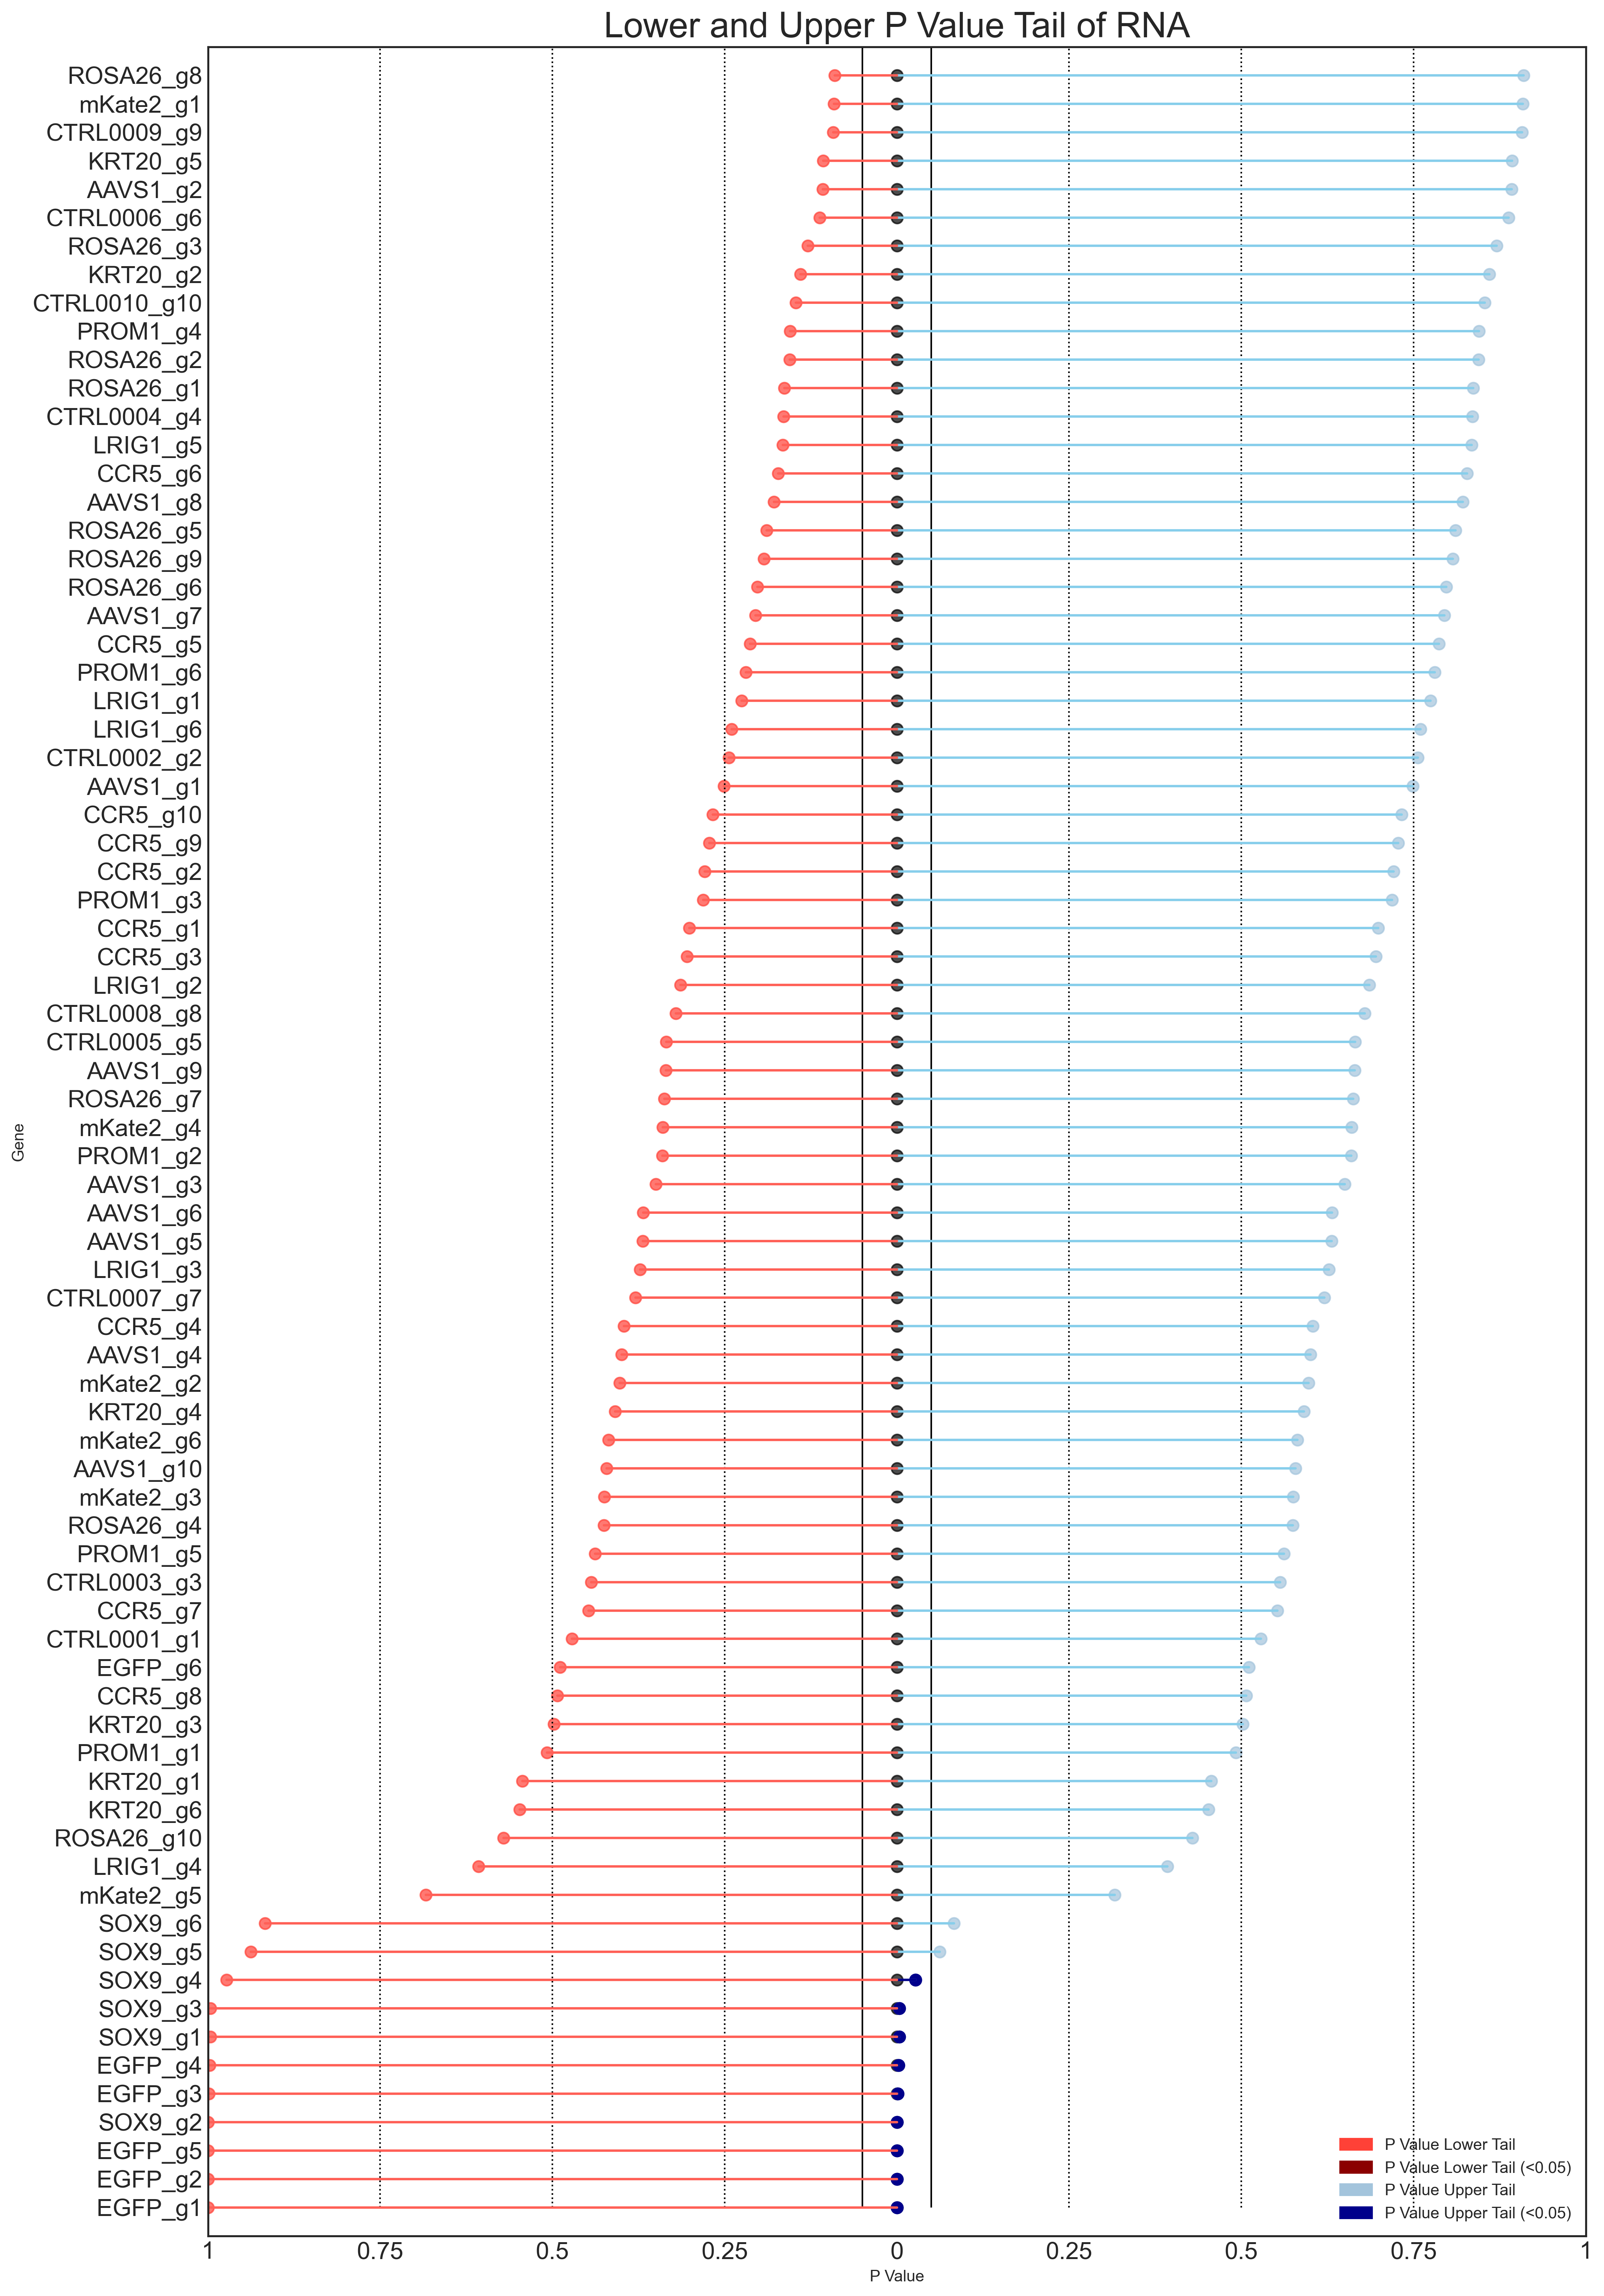 Lower and Upper P Value Tail of RNA
ROSA26_g8
mKate2_g1
CTRL0009_g9
KRT20_g5
AAVS1_g2
CTRL0006_g6
ROSA26_g3
KRT20_g2
CTRL0010_g10
PROM1_g4
ROSA26_g2
ROSA26_g1
CTRL0004_g4
LRIG1_g5
CCR5_g6
AAVS1_g8
ROSA26_g5
ROSA26_g9
ROSA26_g6
AAVS1_g7
CCR5_g5
PROM1_g6
LRIG1_g1
LRIG1_g6
CTRL0002_g2
AAVS1_g1
CCR5_g10
CCR5_g9
CCR5_g2
PROM1_g3
CCR5_g1
CCR5_g3
LRIG1_g2
CTRL0008_g8
CTRL0005_g5
AAVS1_g9
ROSA26_g7
mKate2_g4
PROM1_g2
AAVS1_g3
AAVS1_g6
AAVS1_g5
LRIG1_g3
CTRL0007_g7
CCR5_g4
AAVS1_g4
mKate2_g2
KRT20_g4
mKate2_g6
AAVS1_g10
mKate2_g3
ROSA26_g4
PROM1_g5
CTRL0003_g3
CCR5_g7
CTRL0001_g1
EGFP_g6
CCR5_g8
KRT20_g3
PROM1_g1
KRT20_g1
KRT20_g6
ROSA26_g10
LRIG1_g4
mKate2_g5
SOX9_g6
SOX9_g5
SOX9_g4
SOX9_g3
SOX9_g1
EGFP_g4
EGFP_g3
SOX9_g2
EGFP_g5
EGFP_g2
EGFP_g1
Gene
P Value Lower Tail
P Value Lower Tail (<0.05)
P Value Upper Tail
P Value Upper Tail (<0.05)
1 0.75 0.5 0.25 0 0.25 0.5 0.75 1
P Value